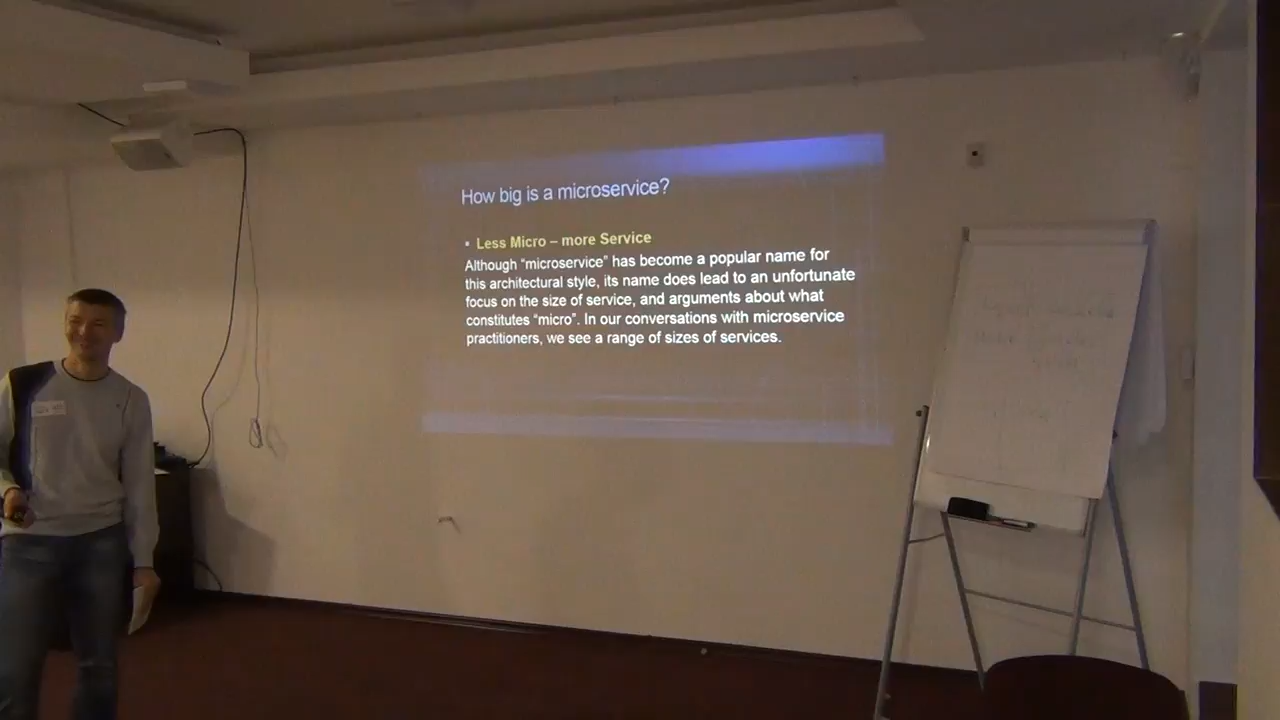 How big is a microservice?
▪ Less Micro – more Service
Although “microservice” has become a popular name for
this architectural style, its name does lead to an unfortunate
focus on the size of service, and arguments about what
constitutes “micro”. In our conversations with microservice
practitioners, we see a range of sizes of services.